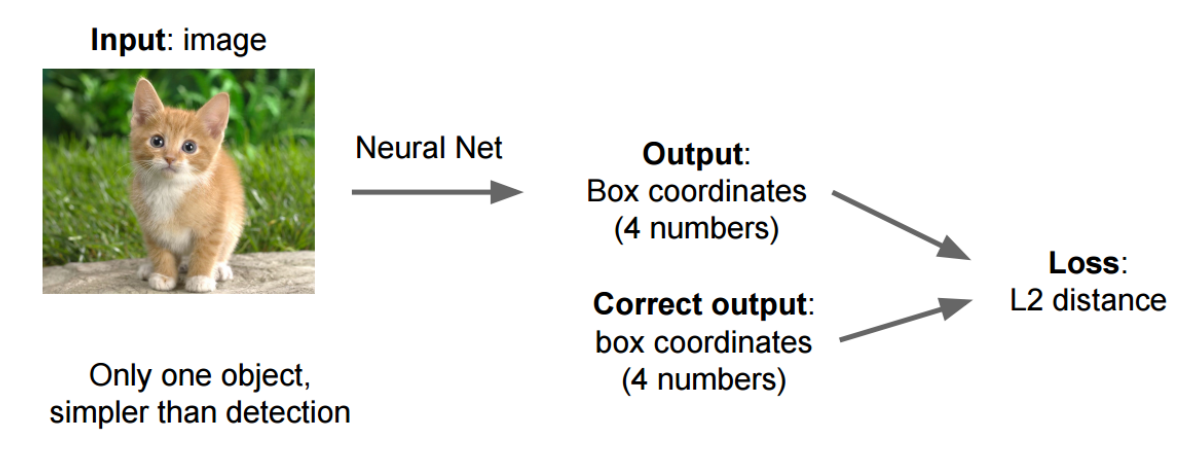 Input: image
Neural Net
Output:
Box coordinates
(4 numbers)
Correct output:
box coordinates
(4 numbers)
Loss:
L2 distance
Only one object,
simpler than detection